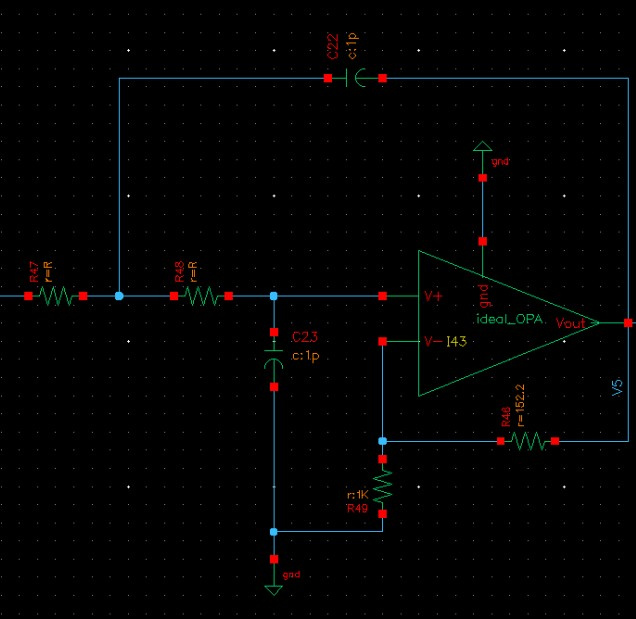 C22
c:1p
gnd
R47
r=R
R48
r=R
gnd
V+
ideal_OPA
Vout
C23
c:1p
V-
I43
V5
R46
r=152.2
r:1K
R49
gnd